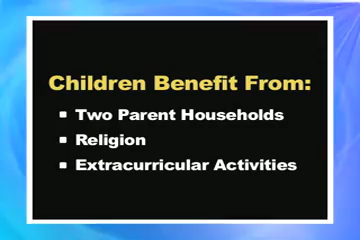 Children Benefit From:
Two Parent Households
Religion
Extracurricular Activities